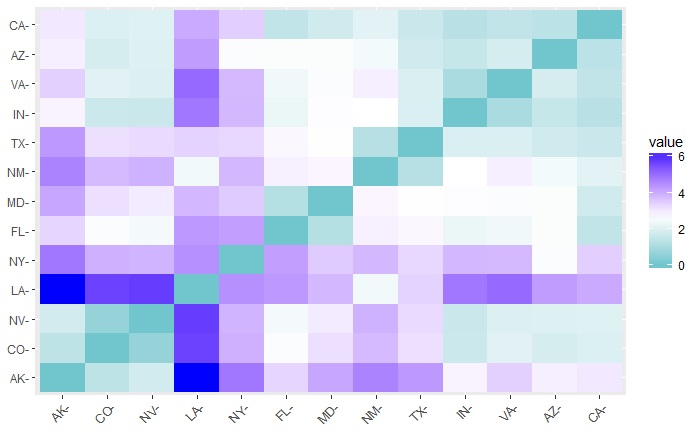 CA-
AZ-
VA-
IN-
TX-
NM-
MD-
FL-
NY-
LA-
NV-
CO-
AK-
AK-
CO-
NV-
LA-
NY-
FL-
MD-
NM-
TX-
IN-
VA-
AZ-
CA-
value
6
4
2
0